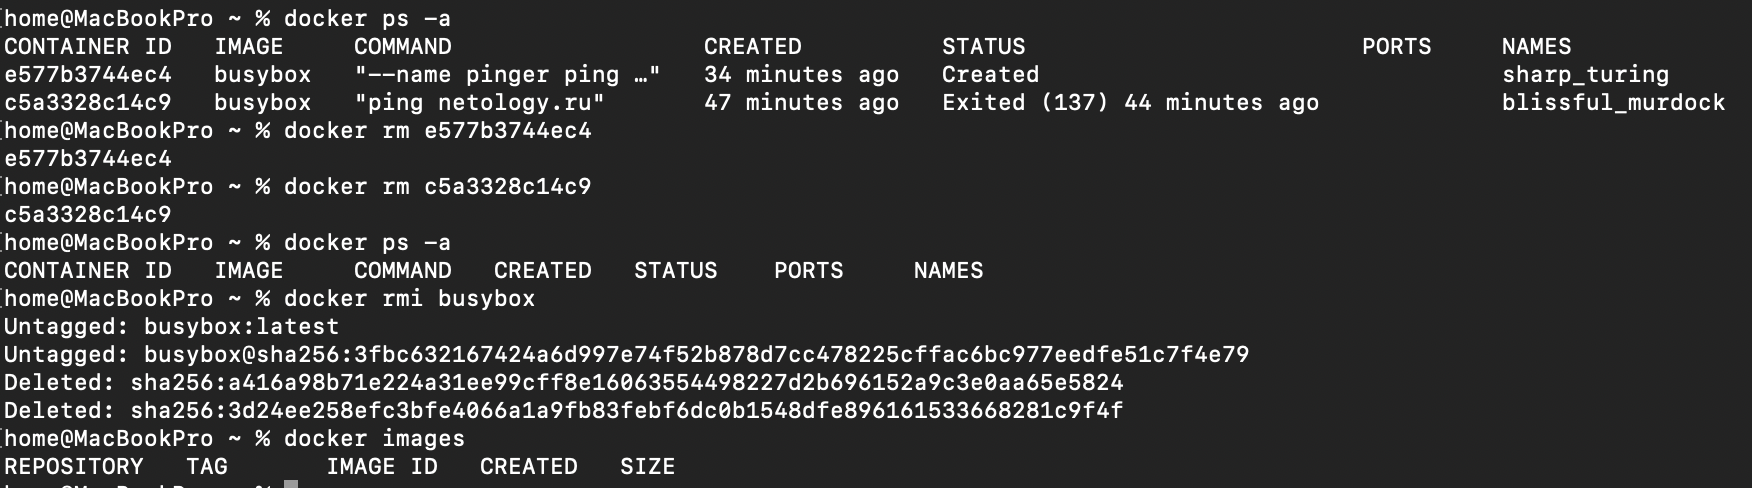 home@MacBookPro ~ % docker ps -a
CONTAINER ID   IMAGE     COMMAND                  CREATED          STATUS                        PORTS     NAMES
e577b3744ec4   busybox   "--name pinger ping …"   34 minutes ago   Created                                 sharp_turing
c5a3328c14c9   busybox   "ping netology.ru"       47 minutes ago   Exited (137) 44 minutes ago             blissful_murdock
home@MacBookPro ~ % docker rm e577b3744ec4
e577b3744ec4
home@MacBookPro ~ % docker rm c5a3328c14c9
c5a3328c14c9
home@MacBookPro ~ % docker ps -a
CONTAINER ID   IMAGE     COMMAND   CREATED   STATUS    PORTS     NAMES
home@MacBookPro ~ % docker rmi busybox
Untagged: busybox:latest
Untagged: busybox@sha256:3fbc632167424a6d997e74f52b878d7cc478225cffac6bc977eedfe51c7f4e79
Deleted: sha256:a416a98b71e224a31ee99cff8e16063554498227d2b696152a9c3e0aa65e5824
Deleted: sha256:3d24ee258efc3bfe4066a1a9fb83febf6dc0b1548dfe896161533668281c9f4f
home@MacBookPro ~ % docker images
REPOSITORY   TAG       IMAGE ID   CREATED   SIZE